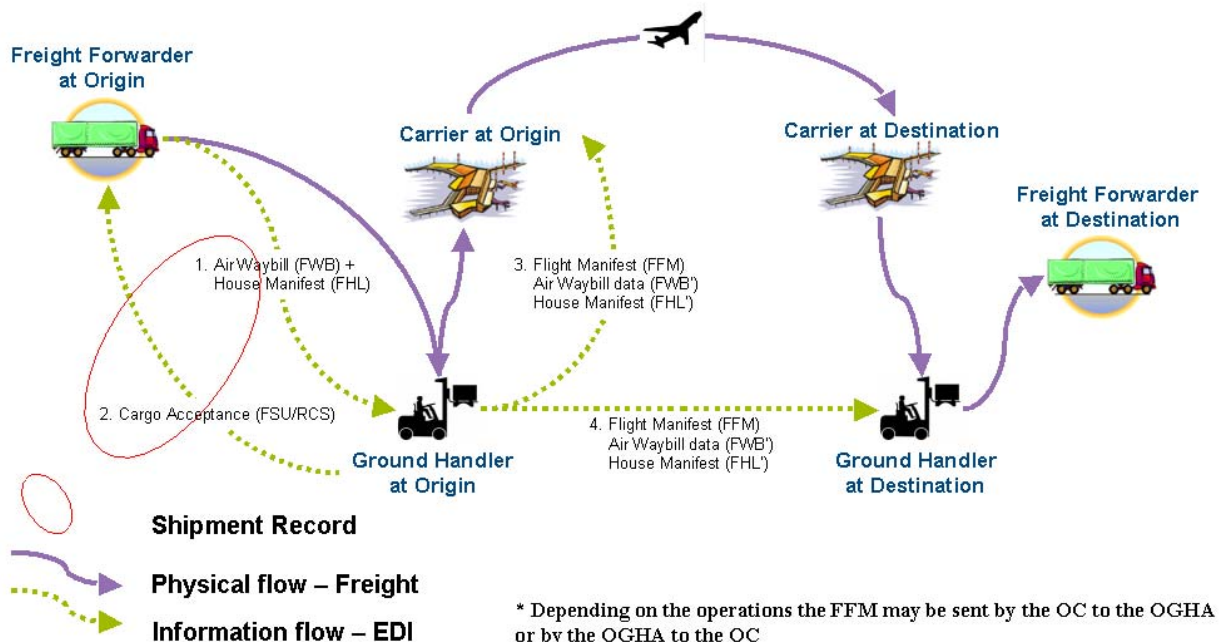 Freight Forwarder
at Origin
Carrier at Origin
Carrier at Destination
Freight Forwarder
at Destination
1. Air Waybill (FWB) +
House Manifest (FHL)
3. Flight Manifest (FFM)
Air Waybill data (FWB')
House Manifest (FHL')
2. Cargo Acceptance (FSU/RCS)
4. Flight Manifest (FFM)
Air Waybill data (FWB')
House Manifest (FHL')
Ground Handler
at Origin
Ground Handler
at Destination
Shipment Record
Physical flow – Freight
Information flow – EDI
* Depending on the operations the FFM may be sent by the OC to the OGHA
or by the OGHA to the OC